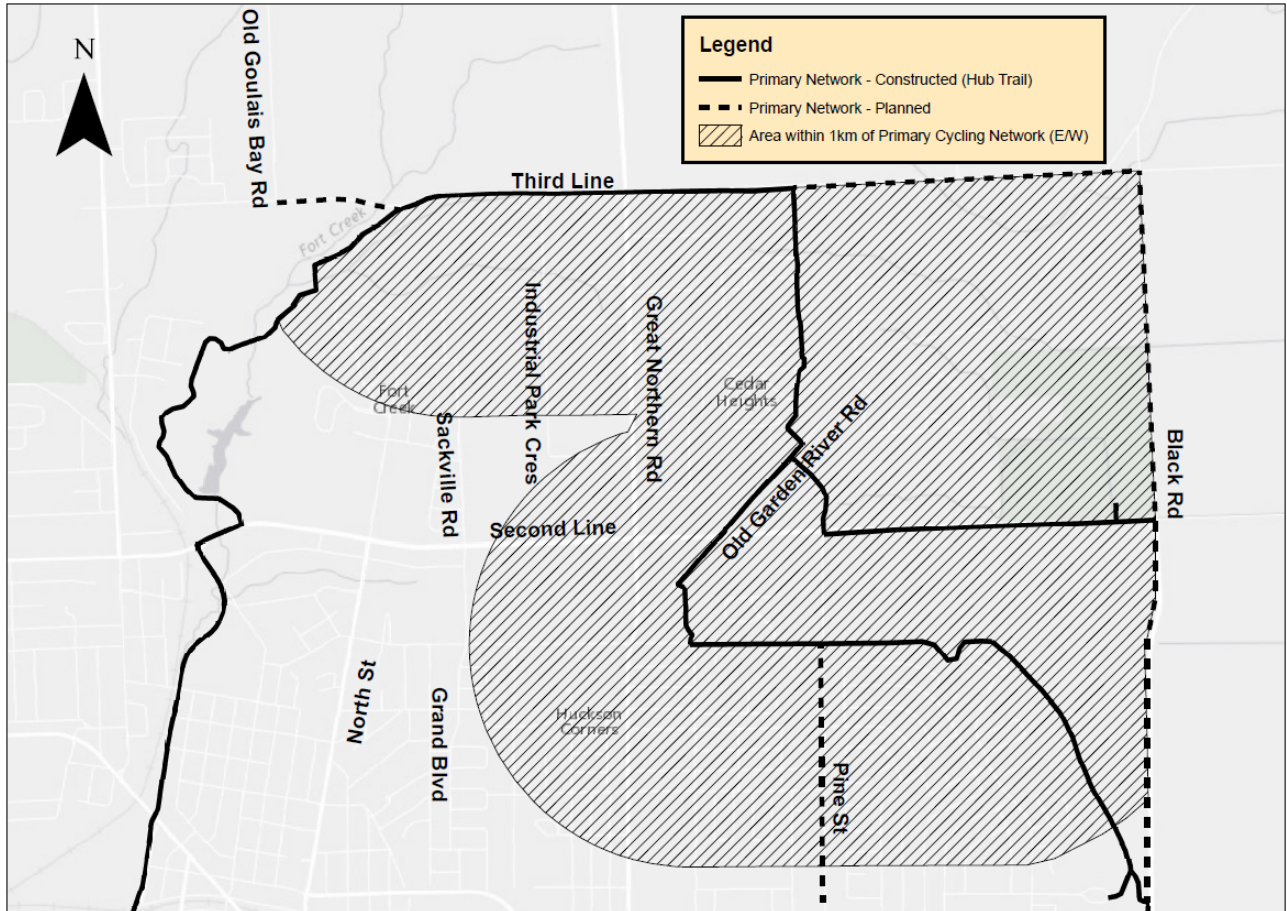 Old Goulais Bay Rd
N
Legend
Primary Network - Constructed (Hub Trail)
Primary Network - Planned
Area within 1km of Primary Cycling Network (E/W)
Third Line
Fort Creek
Industrial Park Cres
Great Northern Rd
Fort
Creek
Cedar
Heights
Sackville Rd
Old Garden River Rd
Black Rd
Second Line
North St
Grand Blvd
Huckson
Corners
Pine St